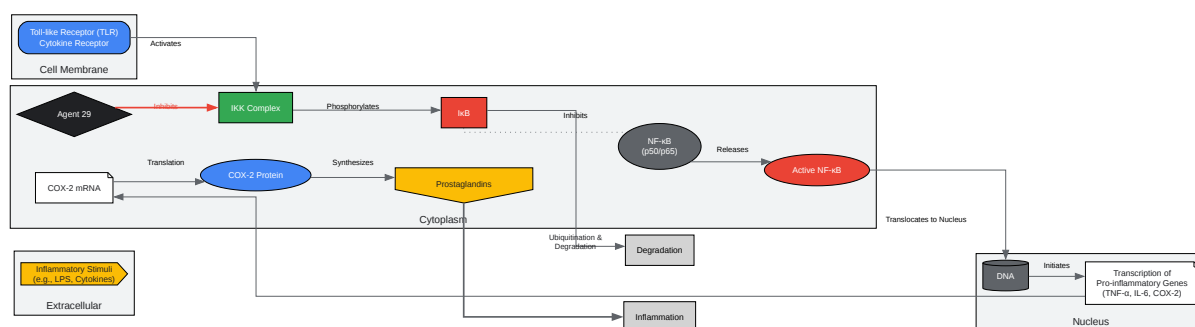 Toll-like Receptor (TLR)
Cytokine Receptor
Activates
Cell Membrane
Agent 29
Inhibits
IKK Complex
Phosphorylates
IκB
Inhibits
NF-κB
(p50/p65)
Releases
Active NF-κB
COX-2 mRNA
Translation
COX-2 Protein
Synthesizes
Prostaglandins
Cytoplasm
Translocates to Nucleus
Ubiquitination &
Degradation
Degradation
Inflammatory Stimuli
(e.g., LPS, Cytokines)
Extracellular
DNA
Initiates
Transcription of
Pro-inflammatory Genes
(TNF-α, IL-6, COX-2)
Nucleus
Inflammation